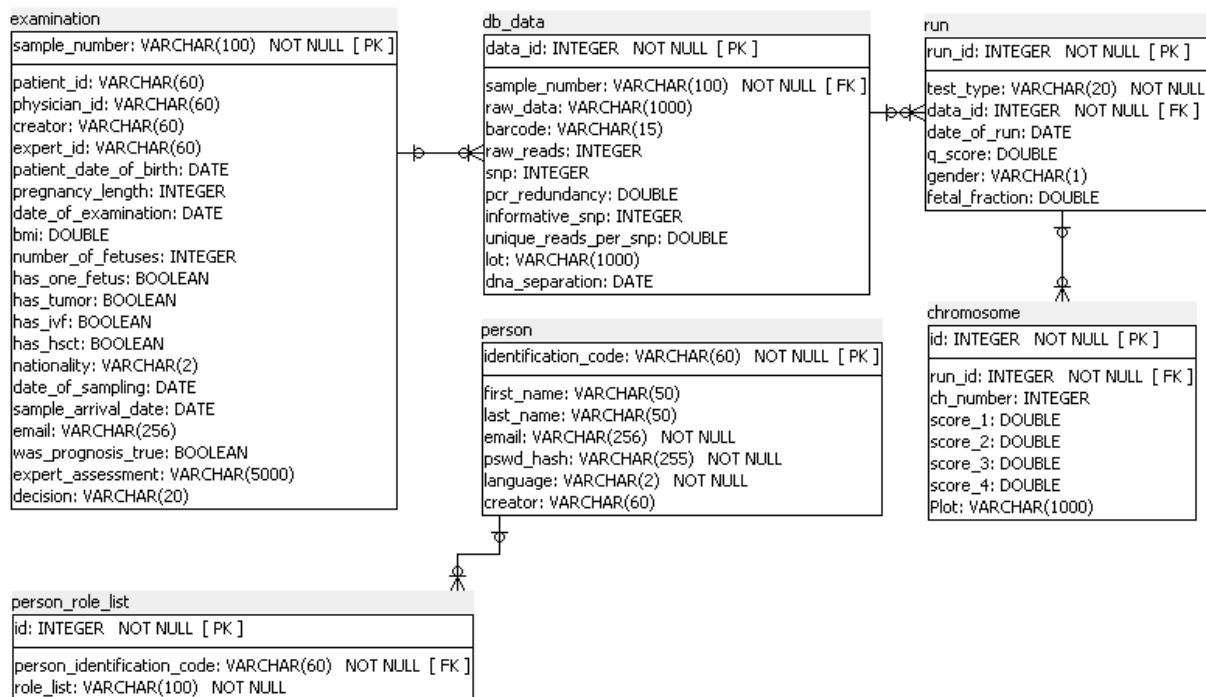 examination
sample_number: VARCHAR(100)   NOT NULL  [ PK ]
patient_id: VARCHAR(60)
physician_id: VARCHAR(60)
creator: VARCHAR(60)
expert_id: VARCHAR(60)
patient_date_of_birth: DATE
pregnancy_length: INTEGER
date_of_examination: DATE
bmi: DOUBLE
number_of_fetuses: INTEGER
has_one_fetus: BOOLEAN
has_tumor: BOOLEAN
has_ivf: BOOLEAN
has_hsct: BOOLEAN
nationality: VARCHAR(2)
date_of_sampling: DATE
sample_arrival_date: DATE
email: VARCHAR(256)
was_prognosis_true: BOOLEAN
expert_assessment: VARCHAR(5000)
decision: VARCHAR(20)
db_data
data_id: INTEGER   NOT NULL  [ PK ]
sample_number: VARCHAR(100)   NOT NULL  [ FK ]
raw_data: VARCHAR(1000)
barcode: VARCHAR(15)
raw_reads: INTEGER
snp: INTEGER
pcr_redundancy: DOUBLE
informative_snp: INTEGER
unique_reads_per_snp: DOUBLE
lot: VARCHAR(1000)
dna_separation: DATE
run
run_id: INTEGER   NOT NULL  [ PK ]
test_type: VARCHAR(20)   NOT NULL
data_id: INTEGER   NOT NULL  [ FK ]
date_of_run: DATE
q_score: DOUBLE
gender: VARCHAR(1)
fetal_fraction: DOUBLE
chromosome
id: INTEGER   NOT NULL  [ PK ]
run_id: INTEGER   NOT NULL  [ FK ]
ch_number: INTEGER
score_1: DOUBLE
score_2: DOUBLE
score_3: DOUBLE
score_4: DOUBLE
Plot: VARCHAR(1000)
person
identification_code: VARCHAR(60)   NOT NULL  [ PK ]
first_name: VARCHAR(50)
last_name: VARCHAR(50)
email: VARCHAR(256)   NOT NULL
pswd_hash: VARCHAR(255)   NOT NULL
language: VARCHAR(2)   NOT NULL
creator: VARCHAR(60)
person_role_list
id: INTEGER   NOT NULL  [ PK ]
person_identification_code: VARCHAR(60)   NOT NULL  [ FK ]
role_list: VARCHAR(100)   NOT NULL